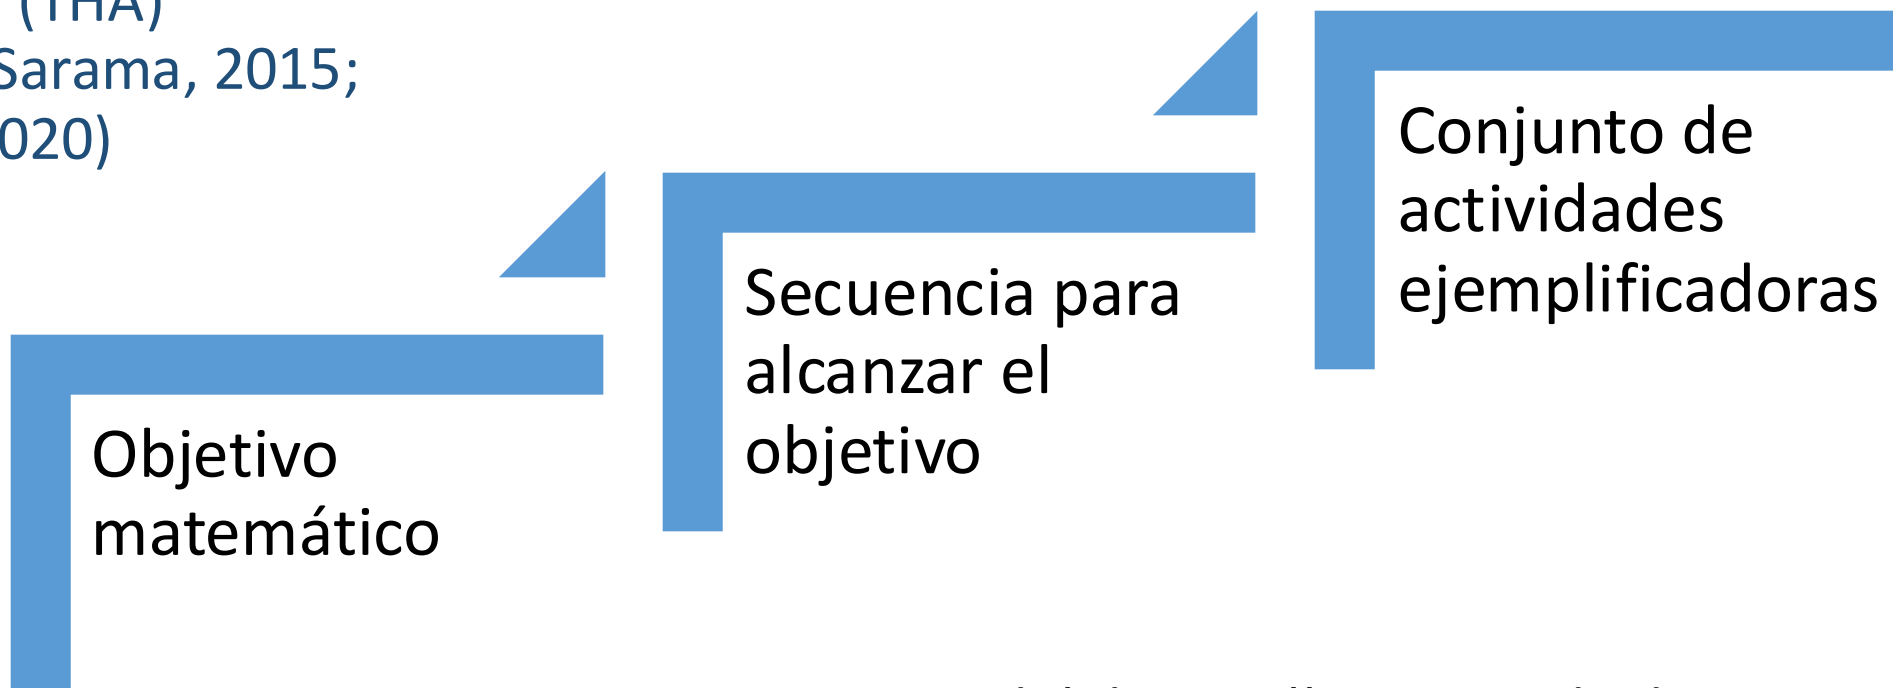 (THA)
Sarama, 2015;
020)
Conjunto de
actividades
ejemplificadoras
Secuencia para
alcanzar el
objetivo
Objetivo
matemático